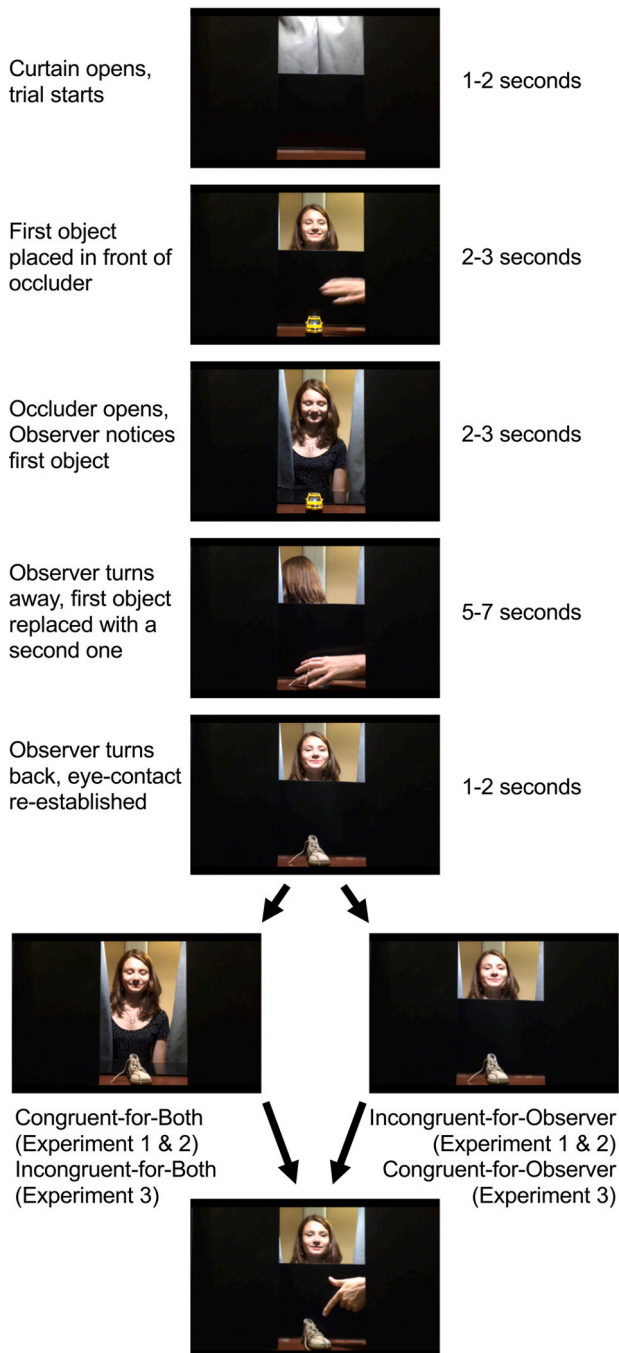 Curtain opens,
trial starts
1-2 seconds
First object
placed in front of
occluder
2-3 seconds
Occluder opens,
Observer notices
first object
2-3 seconds
Observer turns
away, first object
replaced with a
second one
5-7 seconds
Observer turns
back, eye-contact
re-established
1-2 seconds
Congruent-for-Both
(Experiment 1 & 2)
Incongruent-for-Both
(Experiment 3)
Incongruent-for-Observer
(Experiment 1 & 2)
Congruent-for-Observer
(Experiment 3)